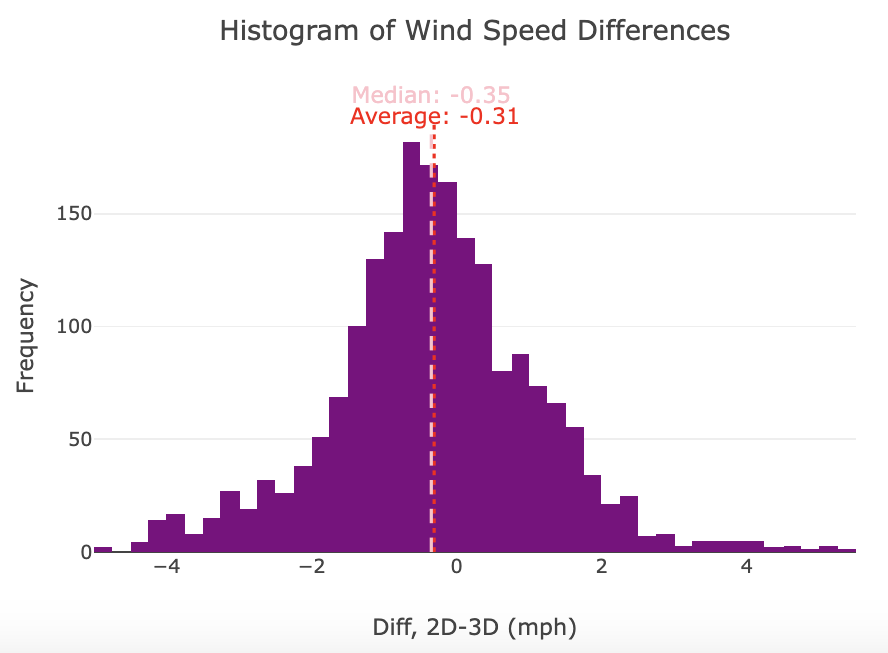 Histogram of Wind Speed Differences
Median: -0.35
Average: -0.31
150
100
50
0
Frequency
−4
−2
0
2
4
Diff, 2D-3D (mph)